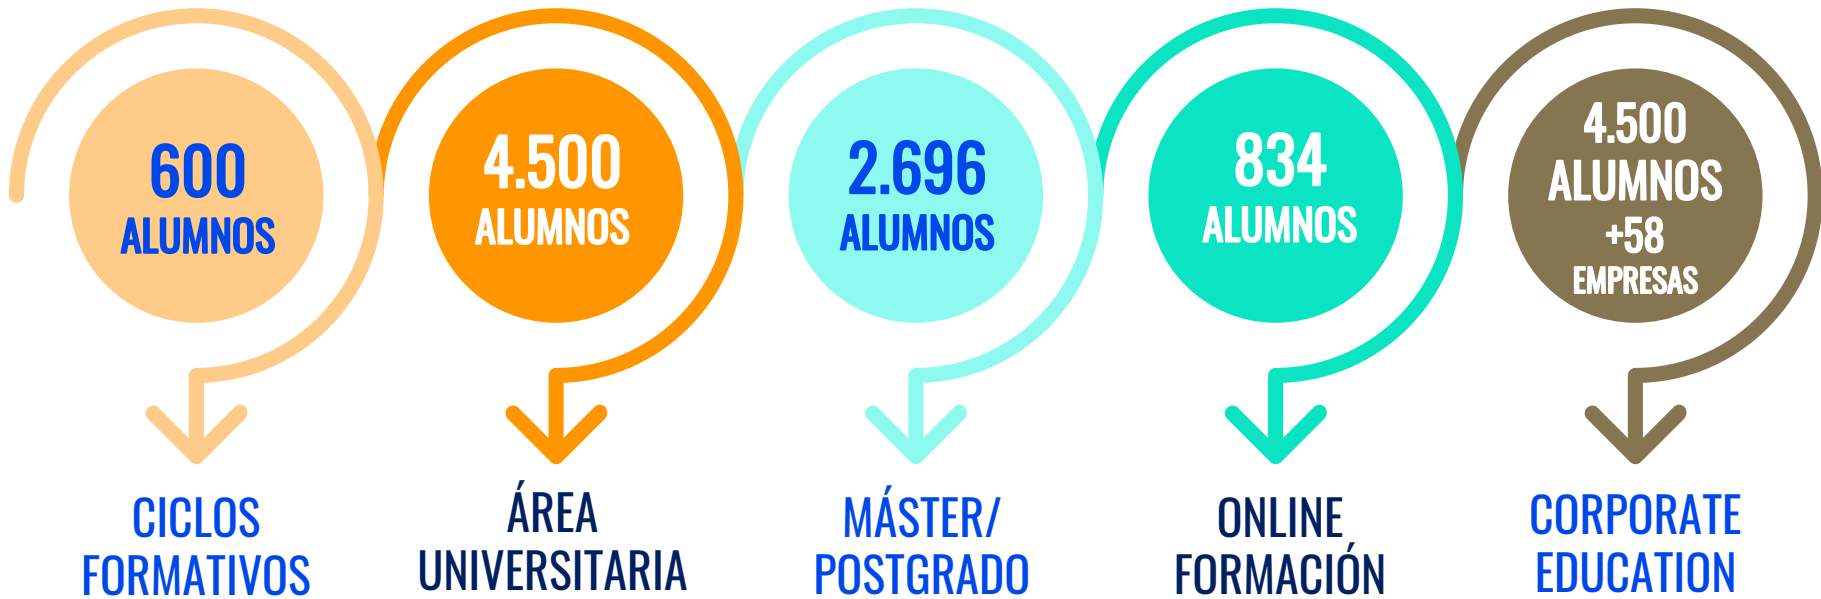 600
ALUMNOS
4.500
ALUMNOS
2.696
ALUMNOS
834
ALUMNOS
4.500
ALUMNOS
+58
EMPRESAS
CICLOS
FORMATIVOS
ÁREA
UNIVERSITARIA
MÁSTER/
POSTGRADO
ONLINE
FORMACIÓN
CORPORATE
EDUCATION